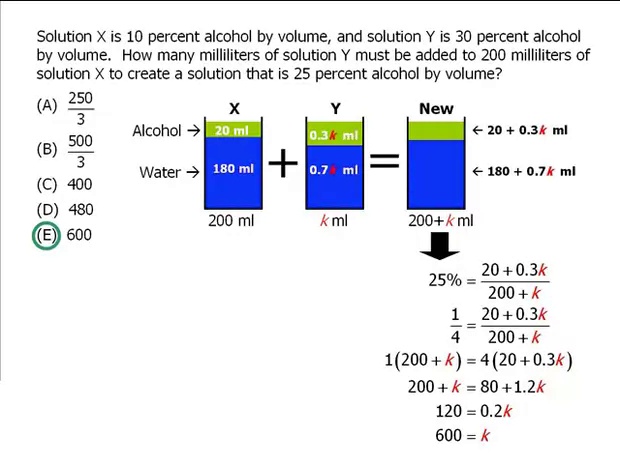 Solution X is 10 percent alcohol by volume, and solution Y is 30 percent alcohol
by volume. How many milliliters of solution Y must be added to 200 milliliters of
solution X to create a solution that is 25 percent alcohol by volume?
(A) 250/3
(B) 500/3
(C) 400
(D) 480
(E) 600
X Y New
Alcohol → 20 ml 0.3k ml ← 20 + 0.3k ml
Water → 180 ml + 0.7k ml = ← 180 + 0.7k ml
200 ml k ml 200+k ml
25% = (20 + 0.3k)/(200 + k)
1/4 = (20 + 0.3k)/(200 + k)
1(200 + k) = 4(20 + 0.3k)
200 + k = 80 + 1.2k
120 = 0.2k
600 = k